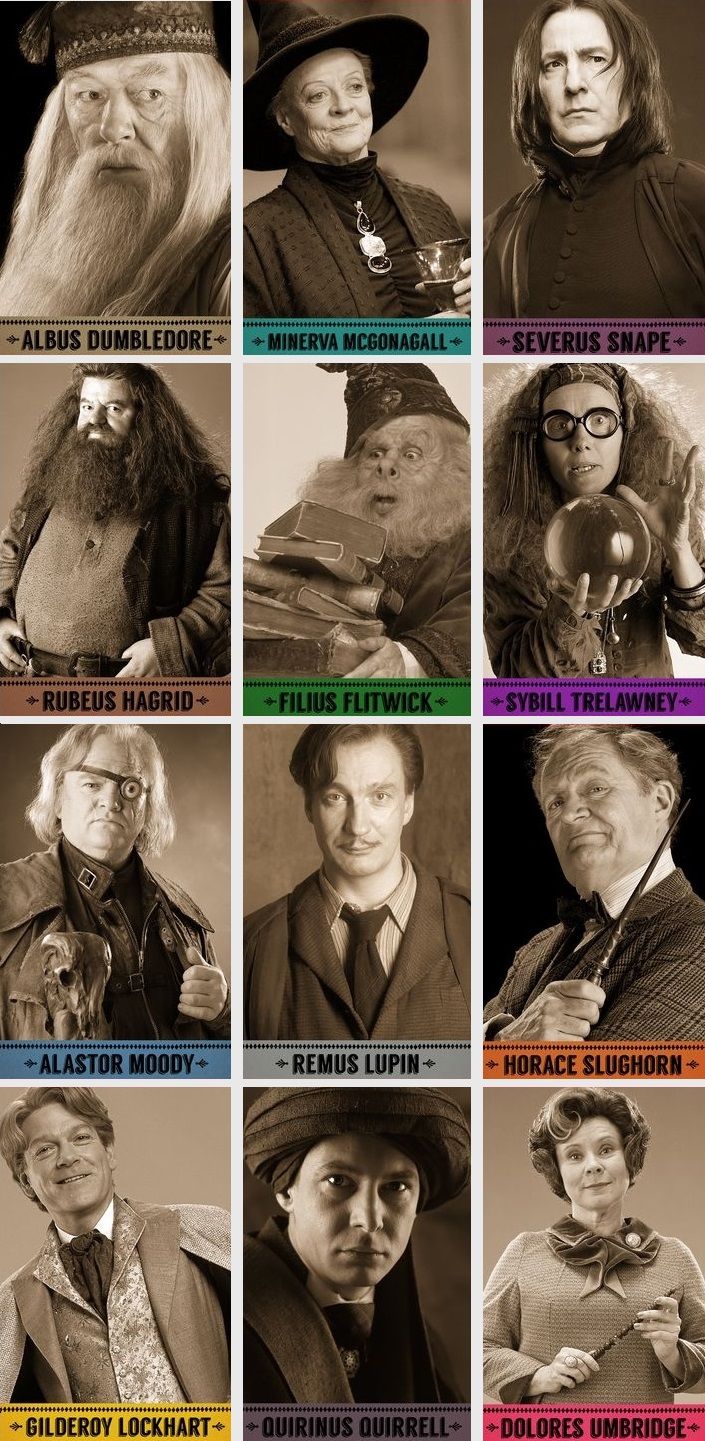 ALBUS DUMBLEDORE
MINERVA MCGONAGALL
SEVERUS SNAPE
RUBEUS HAGRID
FILIUS FLITWICK
SYBILL TRELAWNEY
ALASTOR MOODY
REMUS LUPIN
HORACE SLUGHORN
GILDEROY LOCKHART
QUIRINUS QUIRRELL
DOLORES UMBRIDGE